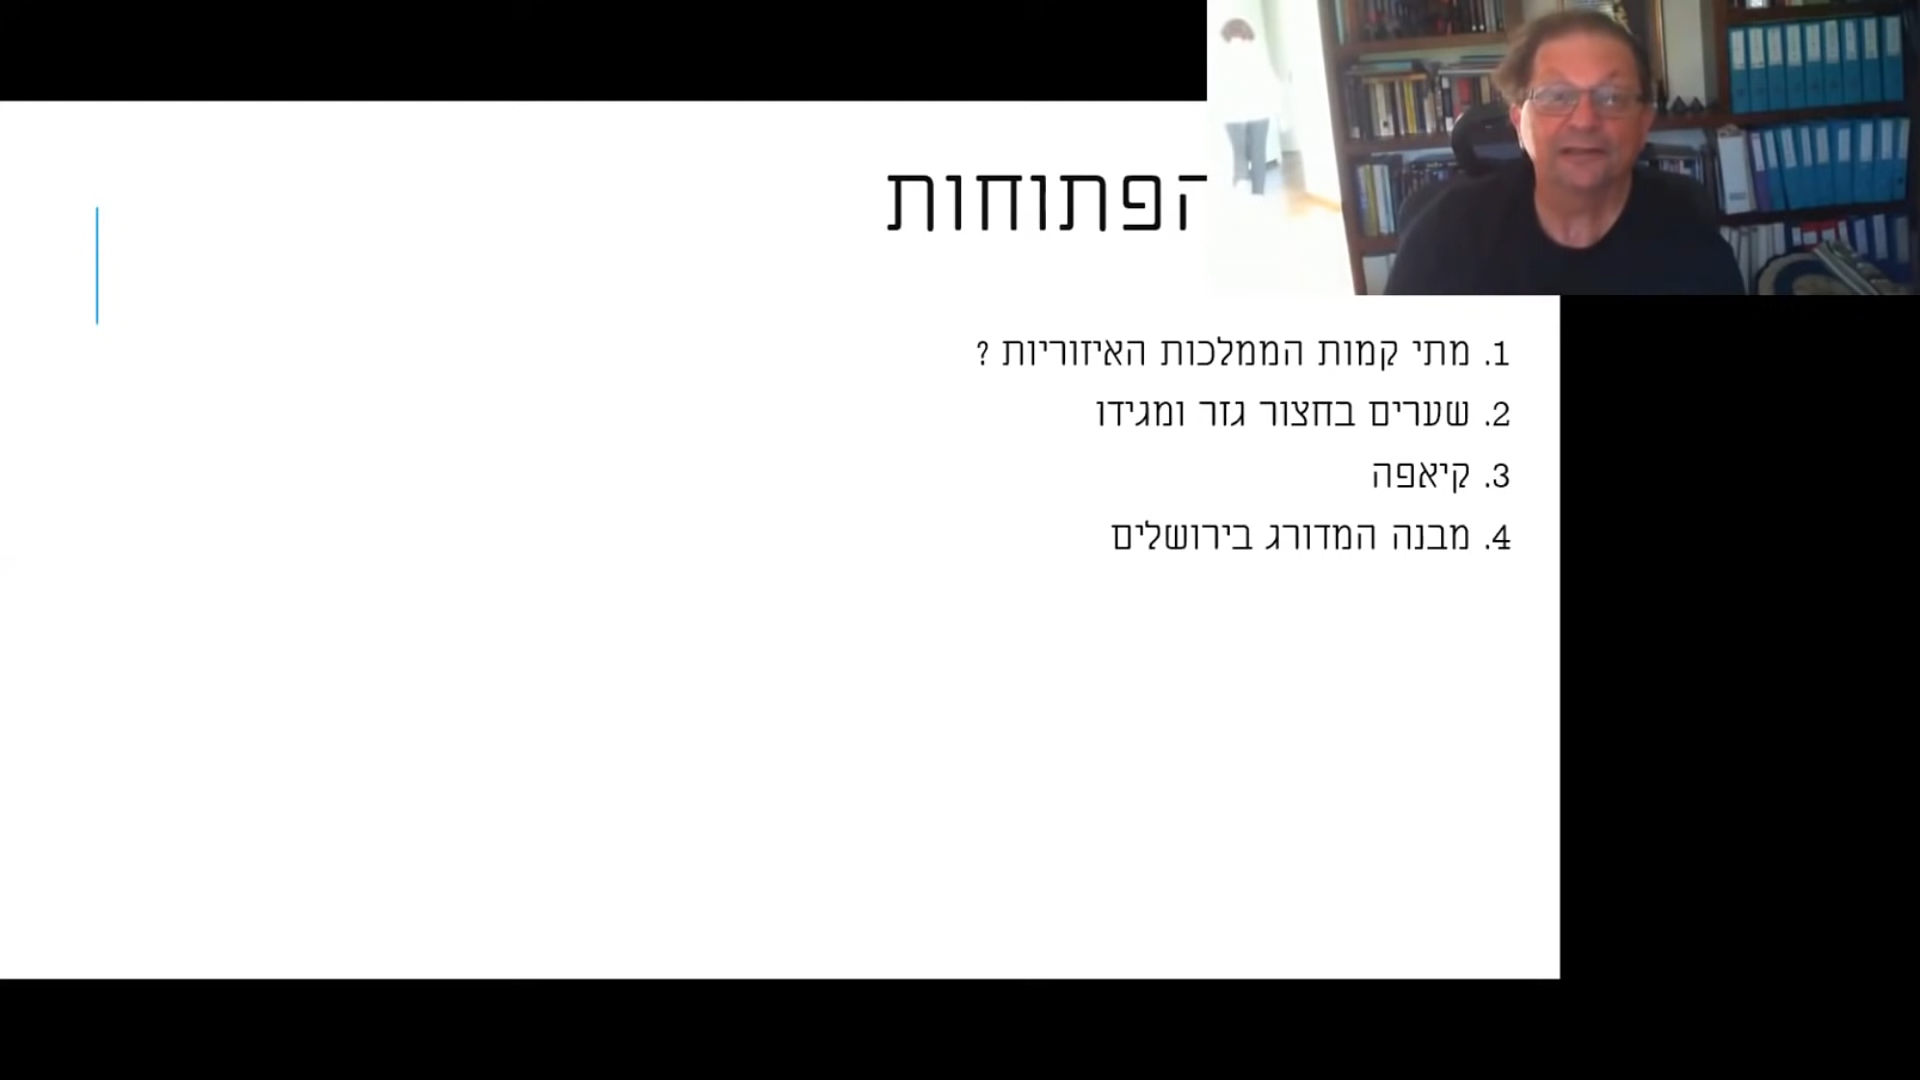 הפתוחות
1. מתי קמות הממלכות האיזוריות ?
2. שערים בחצור גזר ומגידו
3. קיאפה
4. מבנה המדורג בירושלים